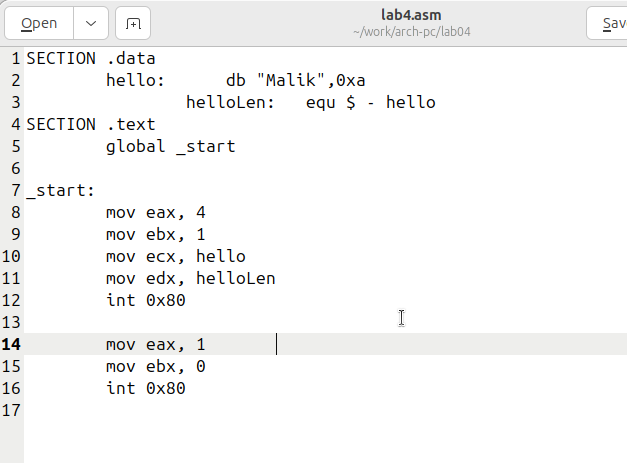 Open
lab4.asm
~/work/arch-pc/lab04
Sav
1 SECTION .data
2         hello:      db "Malik",0xa
3                 helloLen:   equ $ - hello
4 SECTION .text
5         global _start
6
7 _start:
8         mov eax, 4
9         mov ebx, 1
10         mov ecx, hello
11         mov edx, helloLen
12         int 0x80
13
14         mov eax, 1
15         mov ebx, 0
16         int 0x80
17